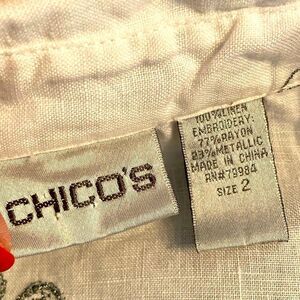 CHICO'S
100% LINEN
EMBROIDERY:
77% RAYON
23% METALLIC
MADE IN CHINA
RN#79984
SIZE 2